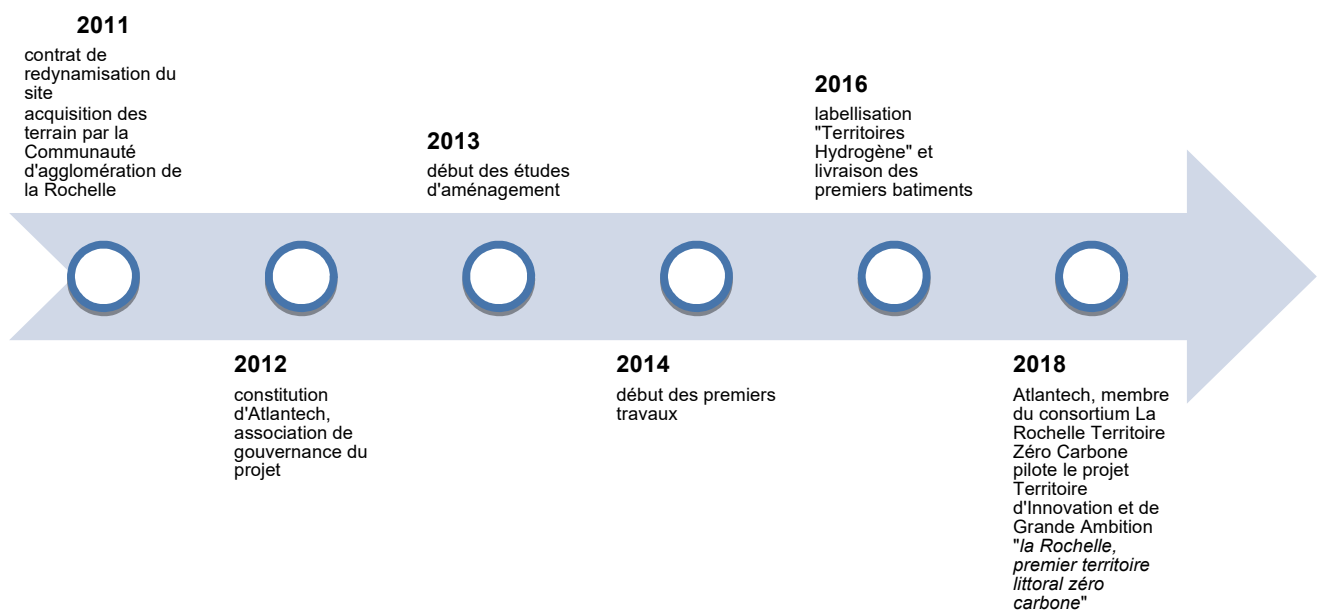 2011
contrat de
redynamisation du
site
acquisition des
terrain par la
Communauté
d'agglomération de
la Rochelle
2012
constitution
d'Atlantech,
association de
gouvernance du
projet
2013
début des études
d'aménagement
2014
début des premiers
travaux
2016
labellisation
"Territoires
Hydrogène" et
livraison des
premiers batiments
2018
Atlantech, membre
du consortium La
Rochelle Territoire
Zéro Carbone
pilote le projet
Territoire
d'Innovation et de
Grande Ambition
"la Rochelle,
premier territoire
littoral zéro
carbone"